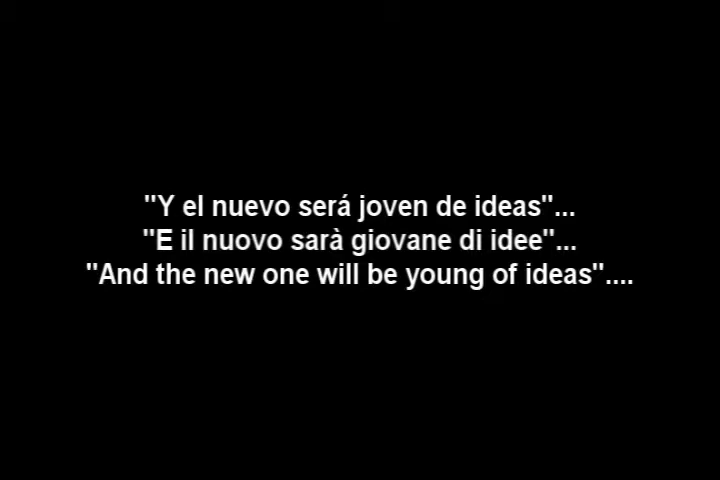 "Y el nuevo será joven de ideas"...
"E il nuovo sarà giovane di idee"...
"And the new one will be young of ideas"....